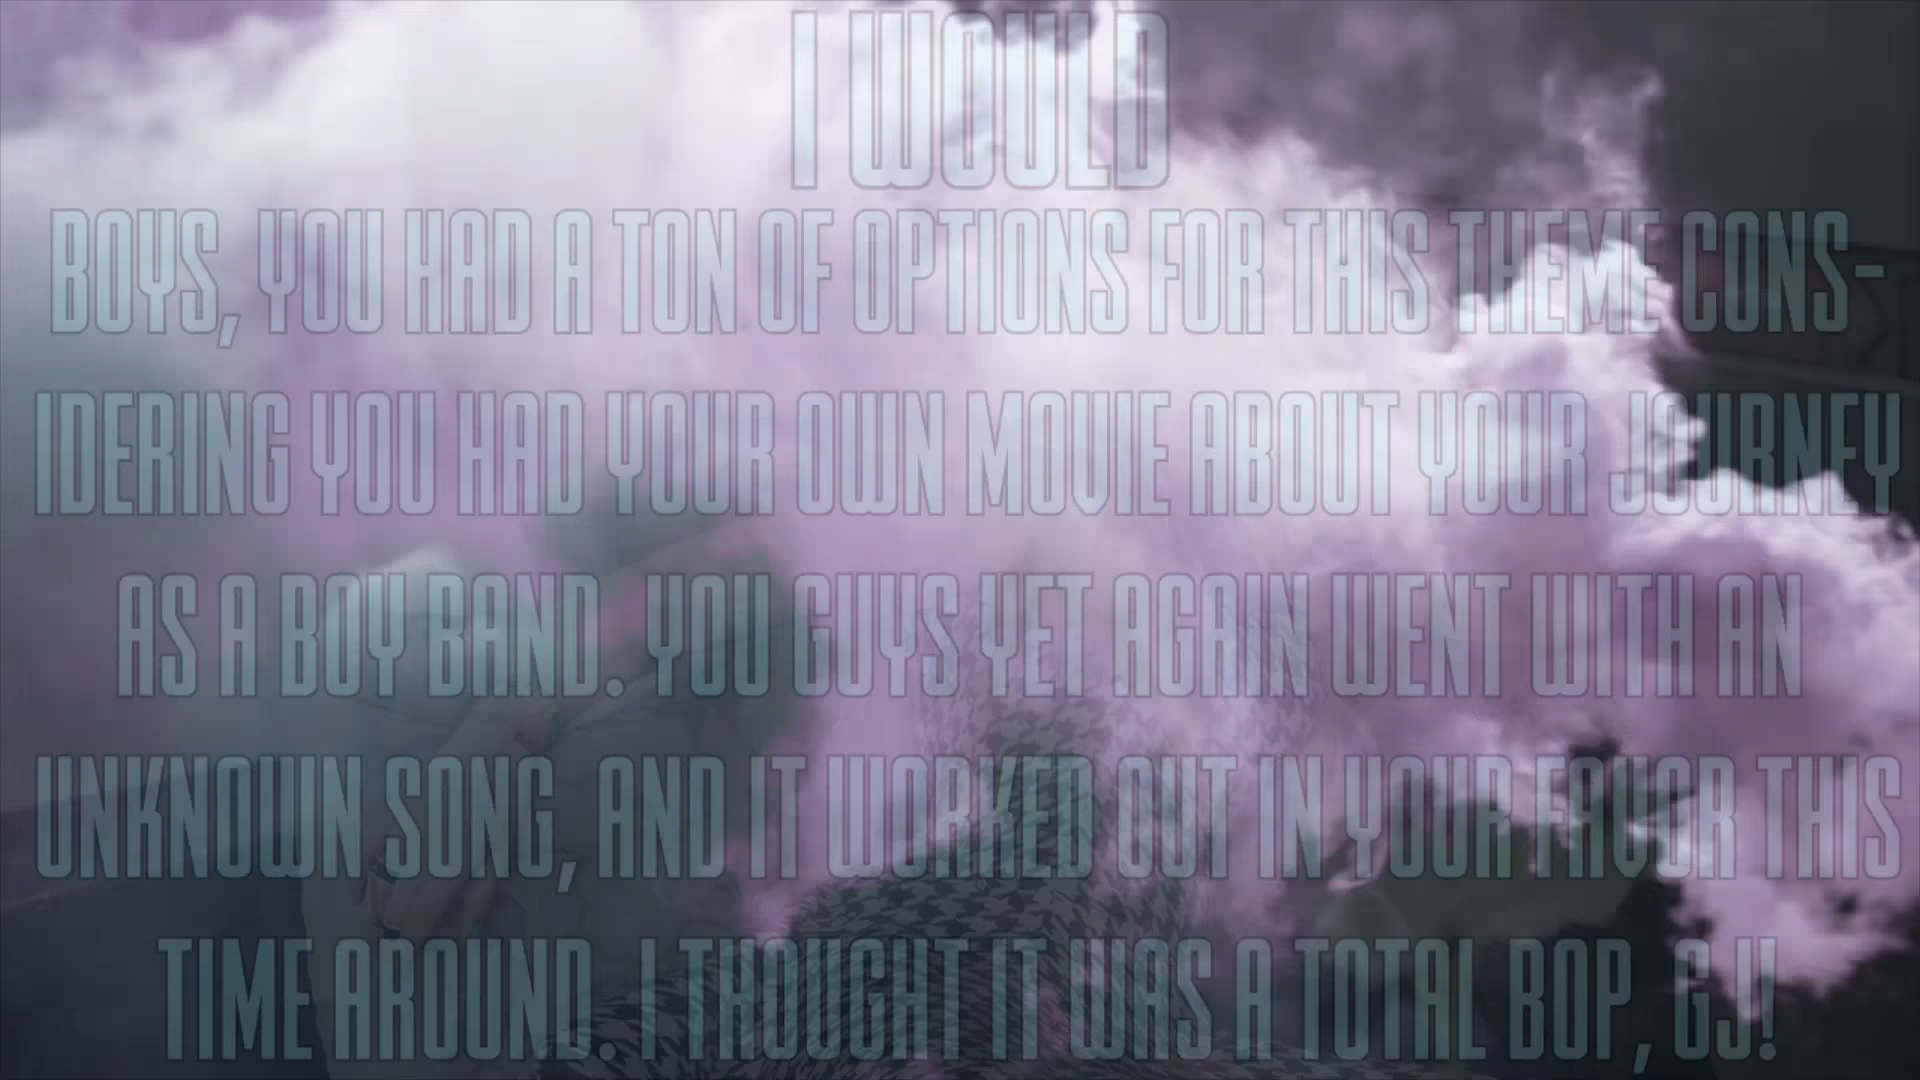 I WOULD
BOYS, YOU HAD A TON OF OPTIONS FOR THIS THEME CONS-
IDERING YOU HAD YOUR OWN MOVIE ABOUT YOUR JOURNEY
AS A BOY BAND. YOU GUYS YET AGAIN WENT WITH AN
UNKNOWN SONG, AND IT WORKED OUT IN YOUR FAVOR THIS
TIME AROUND. I THOUGHT IT WAS A TOTAL BOP, GJ!